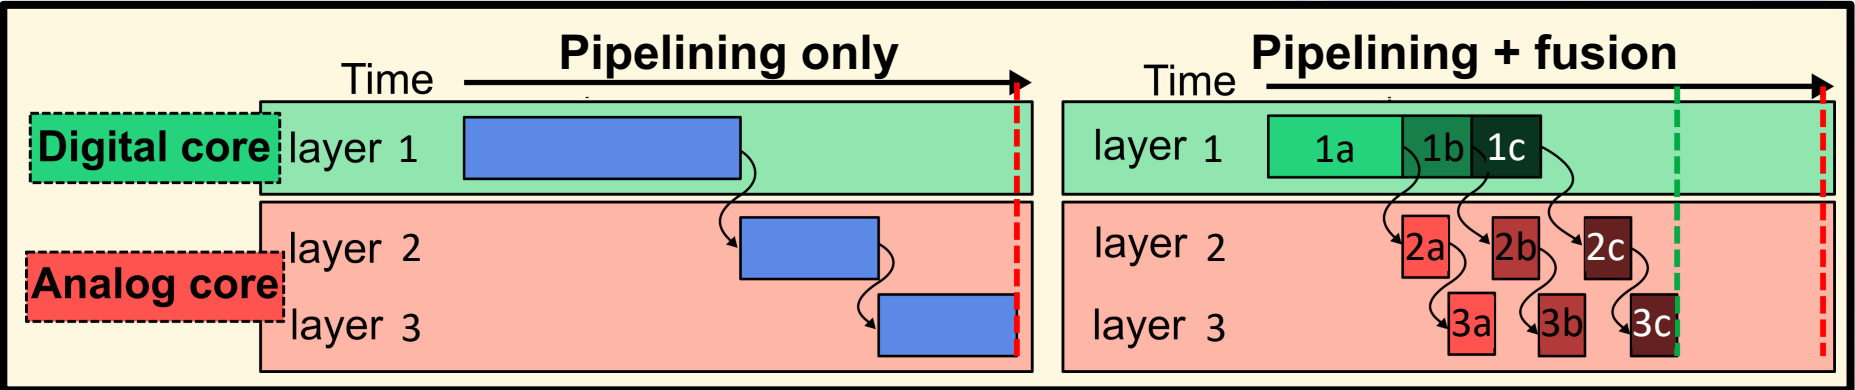 Pipelining only
Time
Digital core
layer 1
Analog core
layer 2
layer 3
Pipelining + fusion
Time
layer 1
1a
1b
1c
layer 2
2a
2b
2c
layer 3
3a
3b
3c